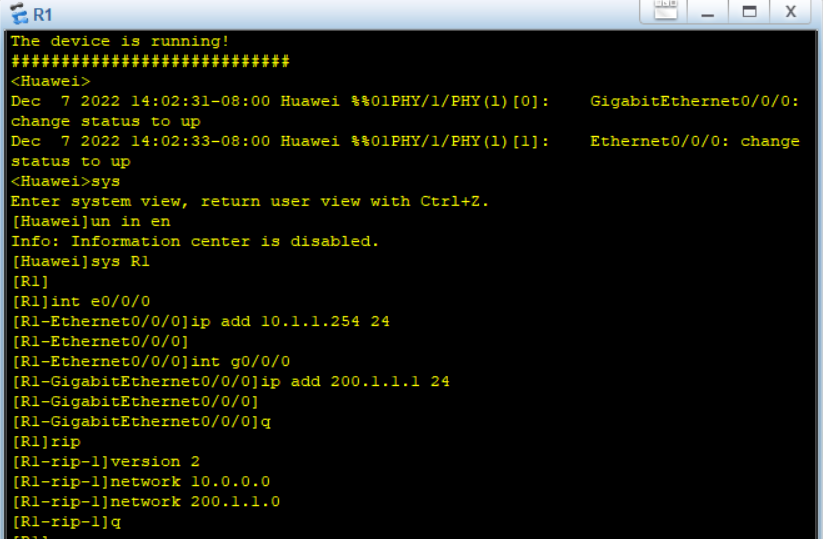 R1
X
The device is running!
############################
<Huawei>
Dec  7 2022 14:02:31-08:00 Huawei %%01PHY/1/PHY(l)[0]:    GigabitEthernet0/0/0:
change status to up
Dec  7 2022 14:02:33-08:00 Huawei %%01PHY/1/PHY(l)[1]:    Ethernet0/0/0: change
status to up
<Huawei>sys
Enter system view, return user view with Ctrl+Z.
[Huawei]un in en
Info: Information center is disabled.
[Huawei]sys R1
[R1]
[R1]int e0/0/0
[R1-Ethernet0/0/0]ip add 10.1.1.254 24
[R1-Ethernet0/0/0]
[R1-Ethernet0/0/0]int g0/0/0
[R1-GigabitEthernet0/0/0]ip add 200.1.1.1 24
[R1-GigabitEthernet0/0/0]
[R1-GigabitEthernet0/0/0]q
[R1]rip
[R1-rip-1]version 2
[R1-rip-1]network 10.0.0.0
[R1-rip-1]network 200.1.1.0
[R1-rip-1]q